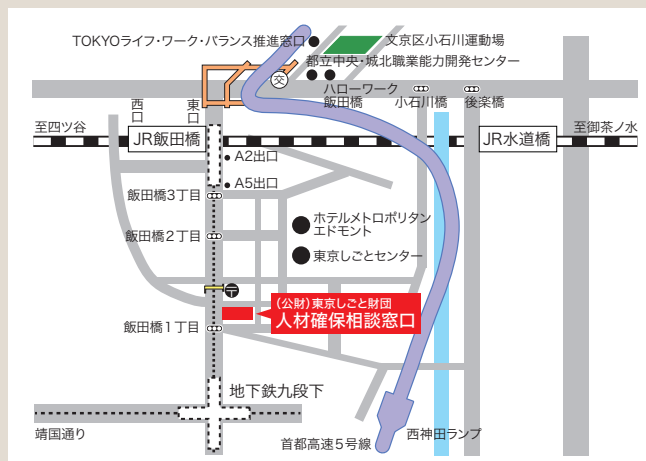 TOKYOライフ・ワーク・バランス推進窓口
文京区小石川運動場
都立中央・城北職業能力開発センター
交
ハローワーク
飯田橋
小石川橋
後楽橋
西口
東口
至四ツ谷
JR飯田橋
JR水道橋
至御茶ノ水
A2出口
A5出口
飯田橋3丁目
ホテルメトロポリタン
エドモント
飯田橋2丁目
東京しごとセンター
〒
(公財)東京しごと財団
人材確保相談窓口
飯田橋1丁目
地下鉄九段下
靖国通り
首都高速5号線
西神田ランプ